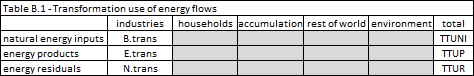 Table B.1 - Transformation use of energy flows
industries households accumulation rest of world environment total
natural energy inputs B.trans TTUNI
energy products E.trans TTUP
energy residuals N.trans TTUR